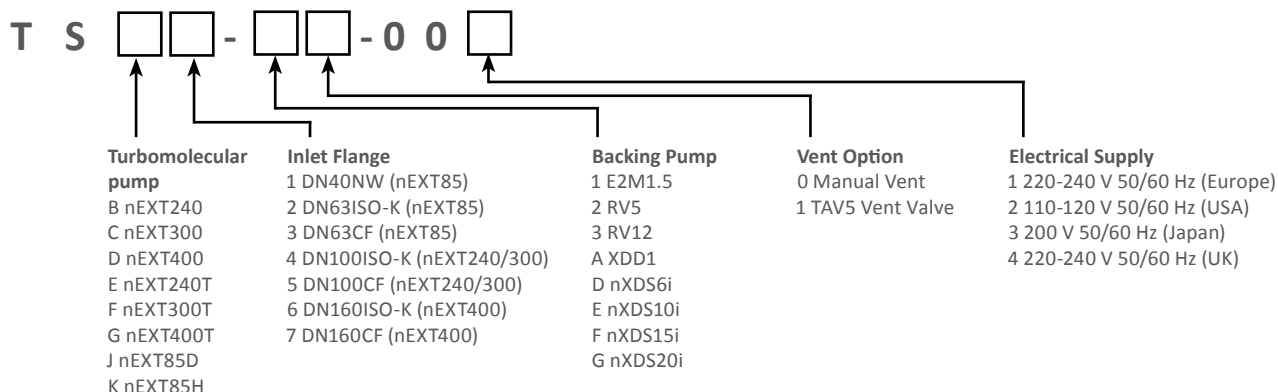 T S - -0 0
Turbomolecular
pump
B nEXT240
C nEXT300
D nEXT400
E nEXT240T
F nEXT300T
G nEXT400T
J nEXT85D
K nEXT85H
Inlet Flange
1 DN40NW (nEXT85)
2 DN63ISO-K (nEXT85)
3 DN63CF (nEXT85)
4 DN100ISO-K (nEXT240/300)
5 DN100CF (nEXT240/300)
6 DN160ISO-K (nEXT400)
7 DN160CF (nEXT400)
Backing Pump
1 E2M1.5
2 RV5
3 RV12
A XDD1
D nXDS6i
E nXDS10i
F nXDS15i
G nXDS20i
Vent Option
0 Manual Vent
1 TAV5 Vent Valve
Electrical Supply
1 220-240 V 50/60 Hz (Europe)
2 110-120 V 50/60 Hz (USA)
3 200 V 50/60 Hz (Japan)
4 220-240 V 50/60 Hz (UK)